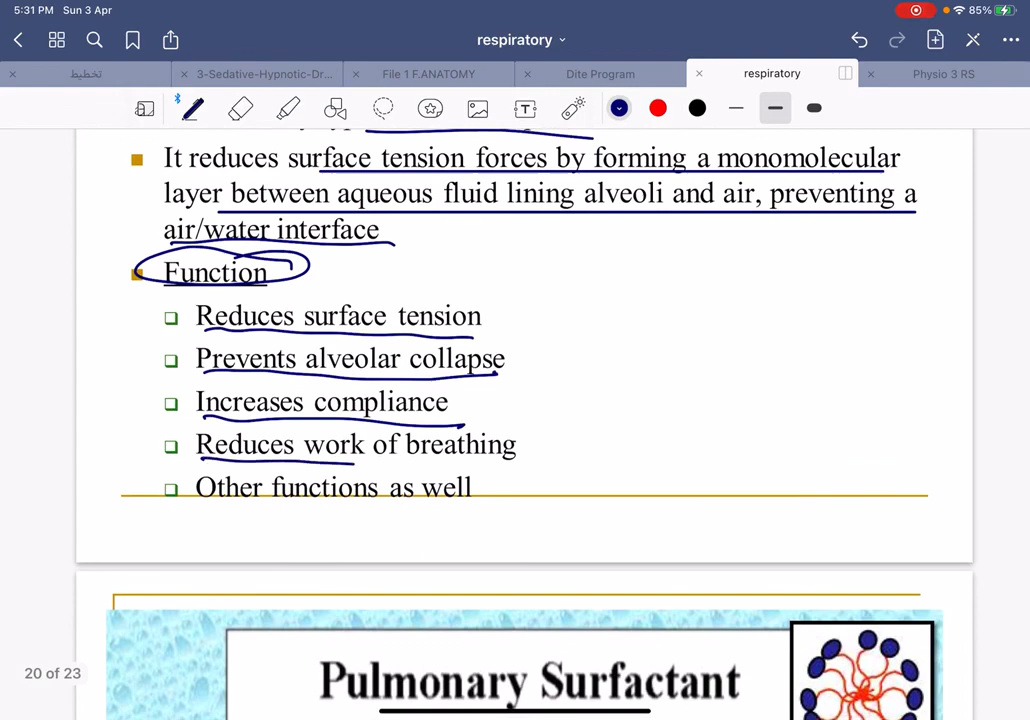 5:31 PM Sun 3 Apr
85%
respiratory
تخطيط
3-Sedative-Hypnotic-Dr...
File 1 F.ANATOMY
Dite Program
respiratory
Physio 3 RS
It reduces surface tension forces by forming a monomolecular
layer between aqueous fluid lining alveoli and air, preventing a
air/water interface
Function
Reduces surface tension
Prevents alveolar collapse
Increases compliance
Reduces work of breathing
Other functions as well
20 of 23
Pulmonary Surfactant